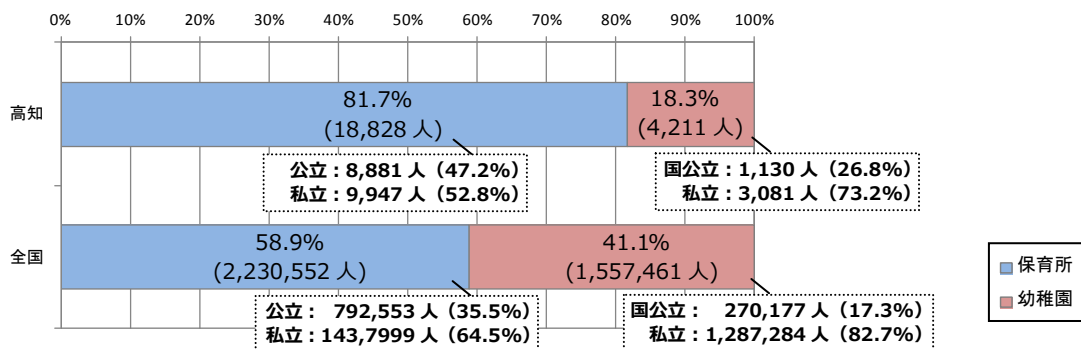 0% 10% 20% 30% 40% 50% 60% 70% 80% 90% 100%
高知
81.7%
(18,828 人)
18.3%
(4,211 人)
公立：8,881 人（47.2%）
私立：9,947 人（52.8%）
国公立：1,130 人（26.8%）
私立：3,081 人（73.2%）
全国
58.9%
(2,230,552 人)
41.1%
(1,557,461 人)
公立： 792,553 人（35.5%）
私立：143,7999 人（64.5%）
国公立： 270,177 人（17.3%）
私立：1,287,284 人（82.7%）
保育所
幼稚園